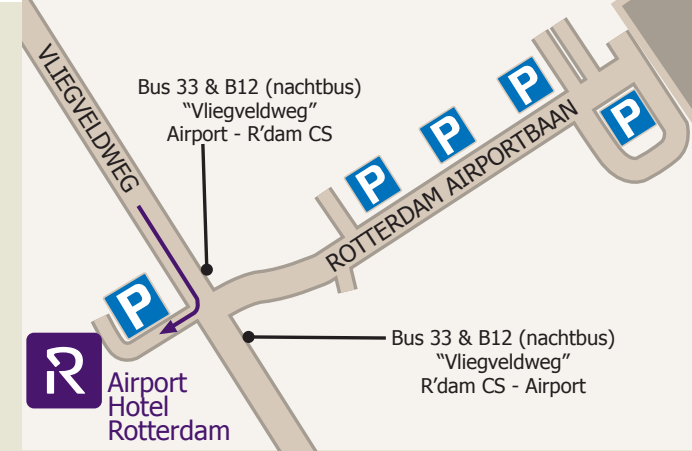 VLIEGVELDWEG
Bus 33 & B12 (nachtbus)
“Vliegveldweg”
Airport - R’dam CS
P
P
P
P
ROTTERDAM AIRPORTBAAN
P
Bus 33 & B12 (nachtbus)
“Vliegveldweg”
R’dam CS - Airport
R
Airport
Hotel
Rotterdam